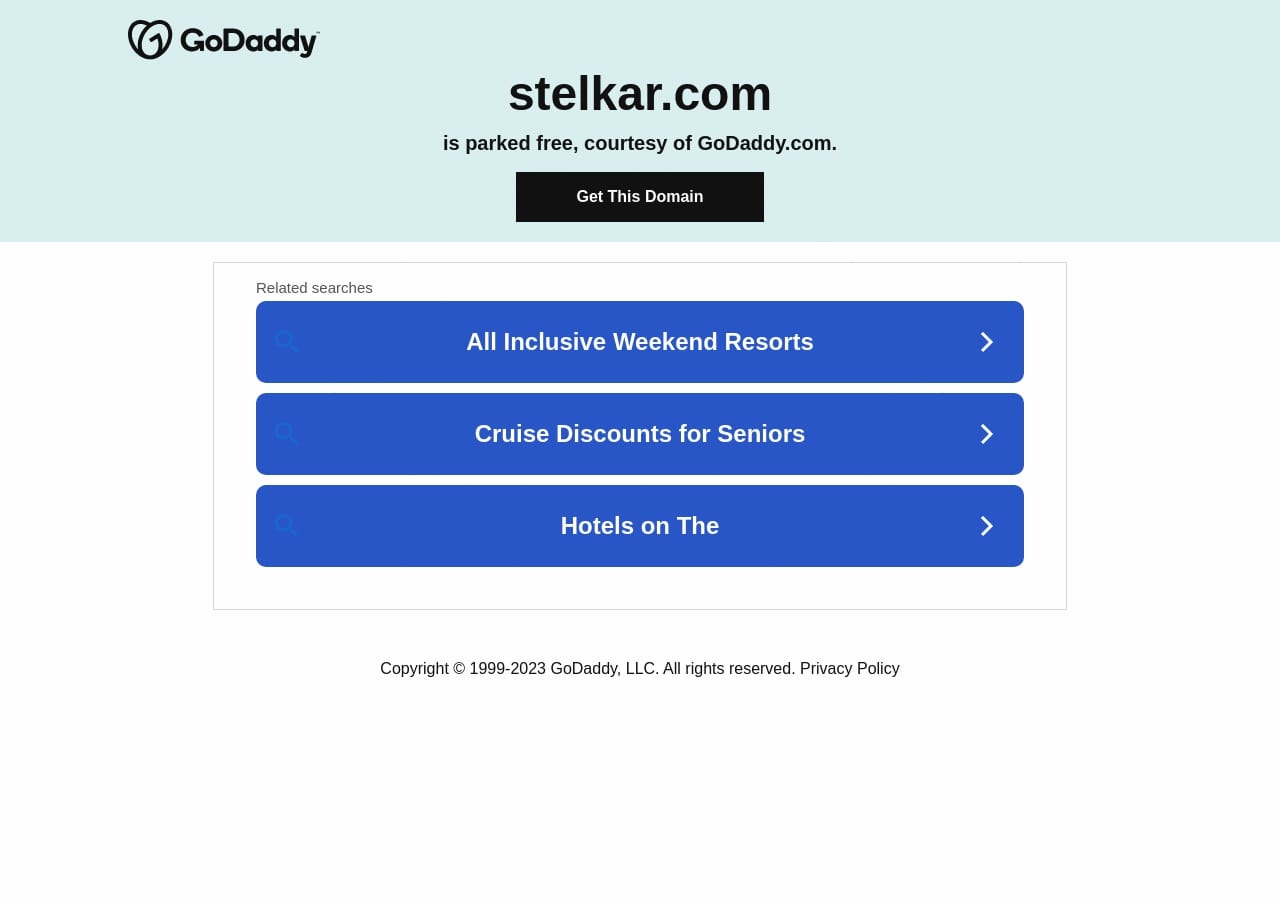 GoDaddy™
stelkar.com
is parked free, courtesy of GoDaddy.com.
Get This Domain
Related searches
All Inclusive Weekend Resorts
Cruise Discounts for Seniors
Hotels on The
Copyright © 1999-2023 GoDaddy, LLC. All rights reserved. Privacy Policy